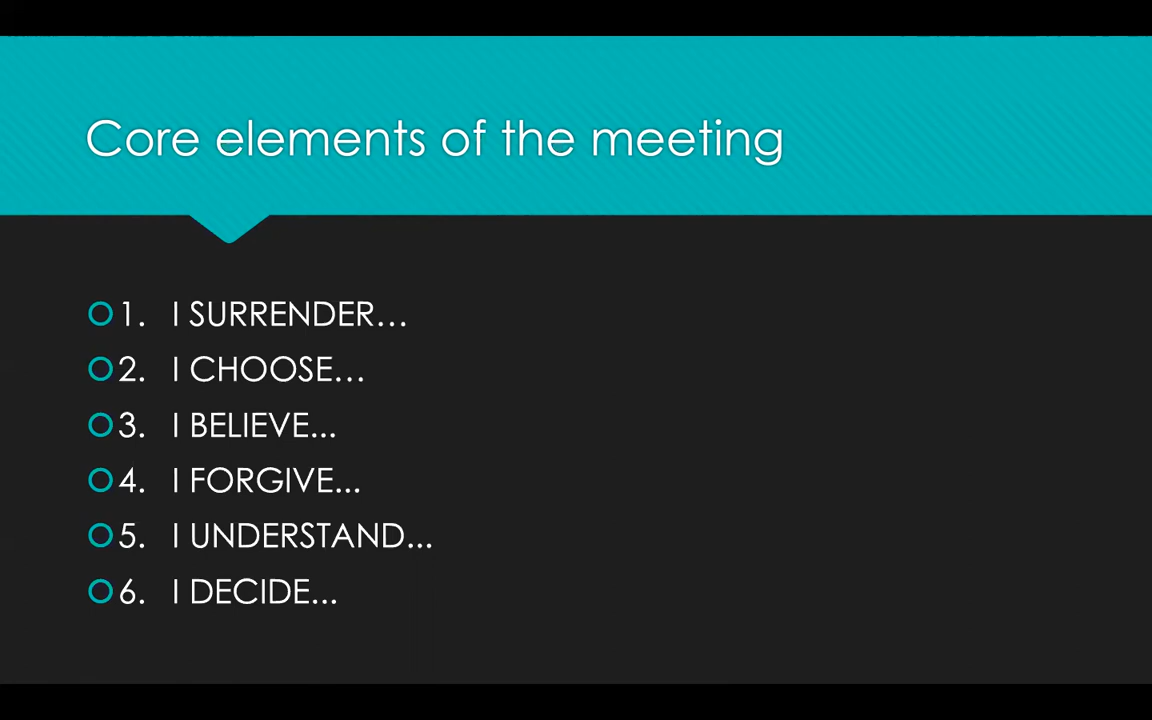 Core elements of the meeting
1. I SURRENDER…
2. I CHOOSE…
3. I BELIEVE...
4. I FORGIVE...
5. I UNDERSTAND...
6. I DECIDE...